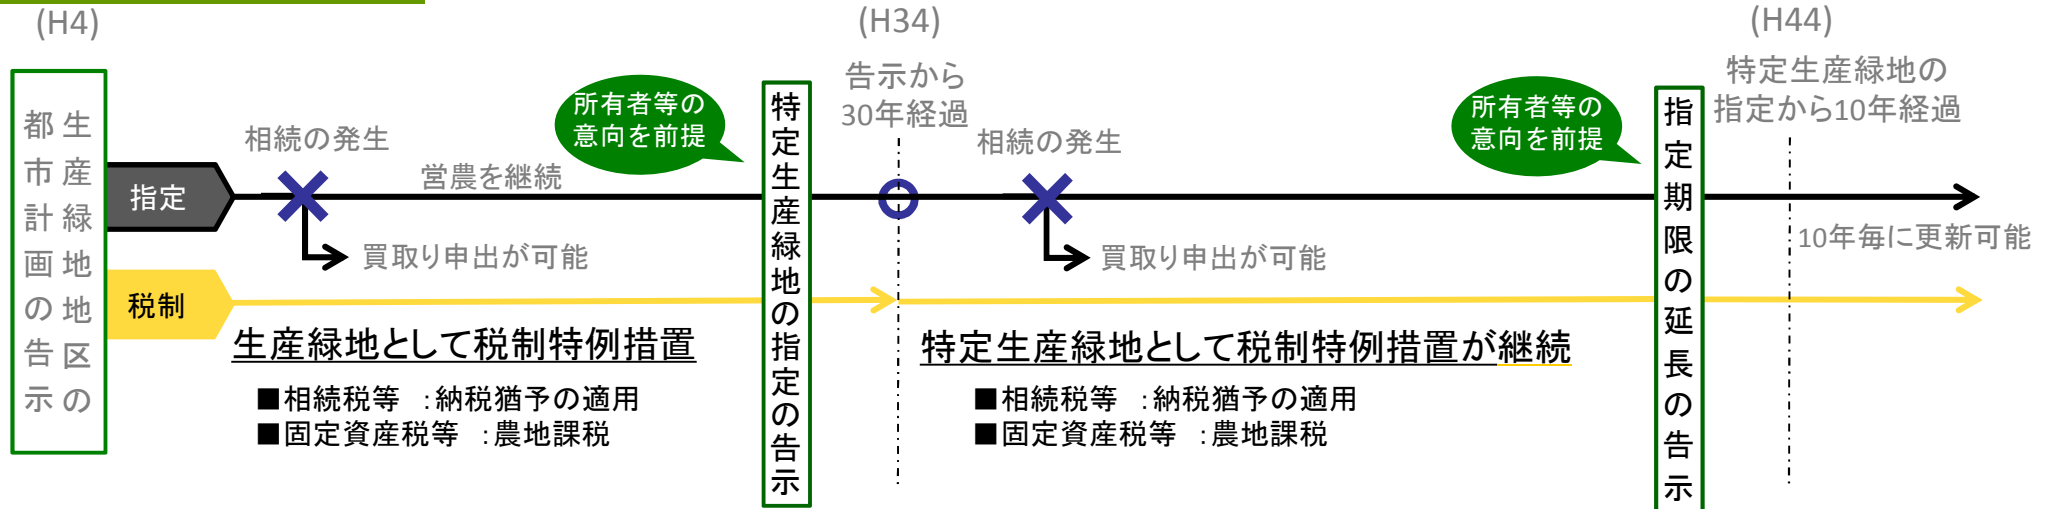 (H4)
生産緑地地区の
都市計画の告示
指定
税制
相続の発生
営農を継続
買取り申出が可能
生産緑地として税制特例措置
■相続税等　：納税猶予の適用
■固定資産税等　：農地課税
所有者等の
意向を前提
特定生産緑地の指定の告示
(H34)
告示から
30年経過
相続の発生
買取り申出が可能
特定生産緑地として税制特例措置が継続
■相続税等　：納税猶予の適用
■固定資産税等　：農地課税
所有者等の
意向を前提
指定期限の延長の告示
(H44)
特定生産緑地の
指定から10年経過
10年毎に更新可能